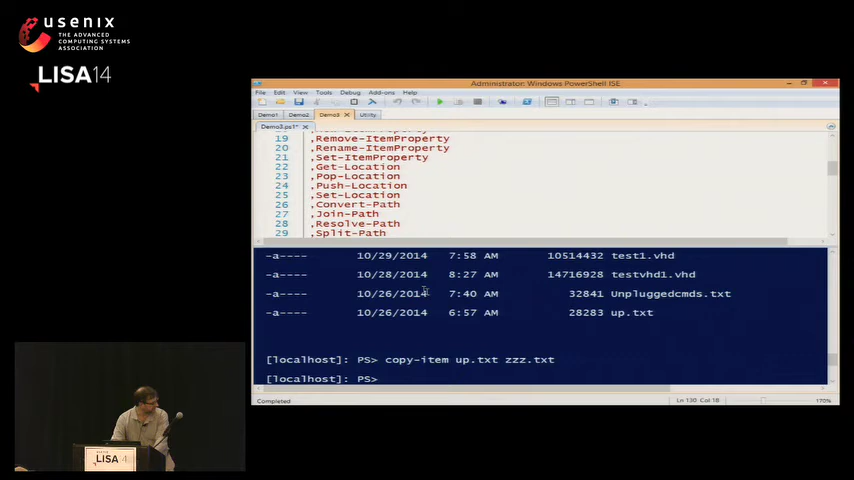 usenix
THE ADVANCED
COMPUTING SYSTEMS
ASSOCIATION
LISA14
Administrator: Windows PowerShell ISE
File Edit View Tools Debug Add-ons Help
Demo1 Demo2 Demo3 Utility
Demo3.ps1*
19 ,Remove-ItemProperty
20 ,Rename-ItemProperty
21 ,Set-ItemProperty
22 ,Get-Location
23 ,Pop-Location
24 ,Push-Location
25 ,Set-Location
26 ,Convert-Path
27 ,Join-Path
28 ,Resolve-Path
29 ,Split-Path
-a---- 10/29/2014 7:58 AM 10514432 test1.vhd
-a---- 10/28/2014 8:27 AM 14716928 testvhd1.vhd
-a---- 10/26/2014 7:40 AM 32841 Unpluggedcmds.txt
-a---- 10/26/2014 6:57 AM 28283 up.txt
[localhost]: PS> copy-item up.txt zzz.txt
[localhost]: PS>
Completed
Ln 130 Col 18
170%
LISA14